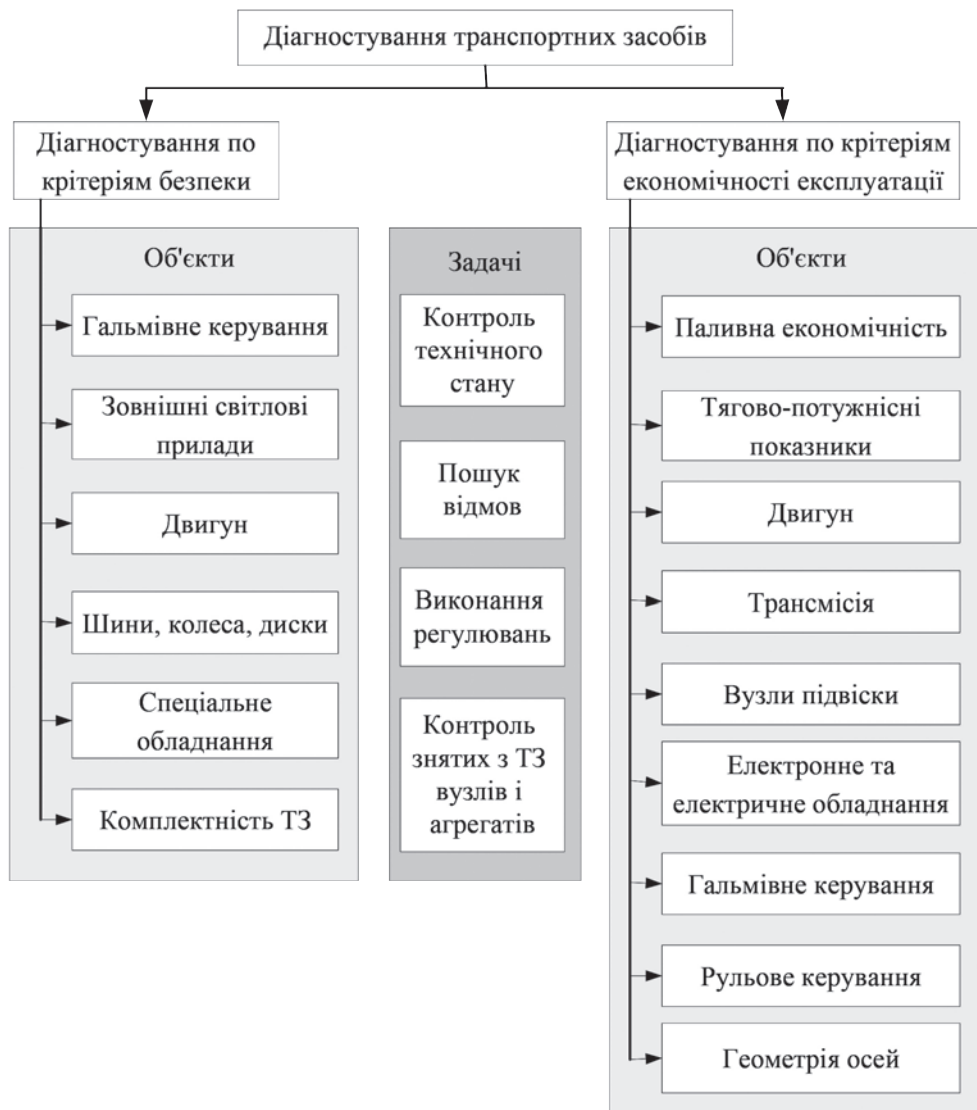 Діагностування транспортних засобів
Діагностування по
крітеріям безпеки
Об'єкти
Гальмівне керування
Зовнішні світлові
прилади
Двигун
Шини, колеса, диски
Спеціальне
обладнання
Комплектність ТЗ
Задачі
Контроль
технічного
стану
Пошук
відмов
Виконання
регулювань
Контроль
знятих з ТЗ
вузлів і
агрегатів
Діагностування по крітеріям
економічності експлуатації
Об'єкти
Паливна економічність
Тягово-потужнісні
показники
Двигун
Трансмісія
Вузли підвіски
Електронне та
електричне обладнання
Гальмівне керування
Рульове керування
Геометрія осей